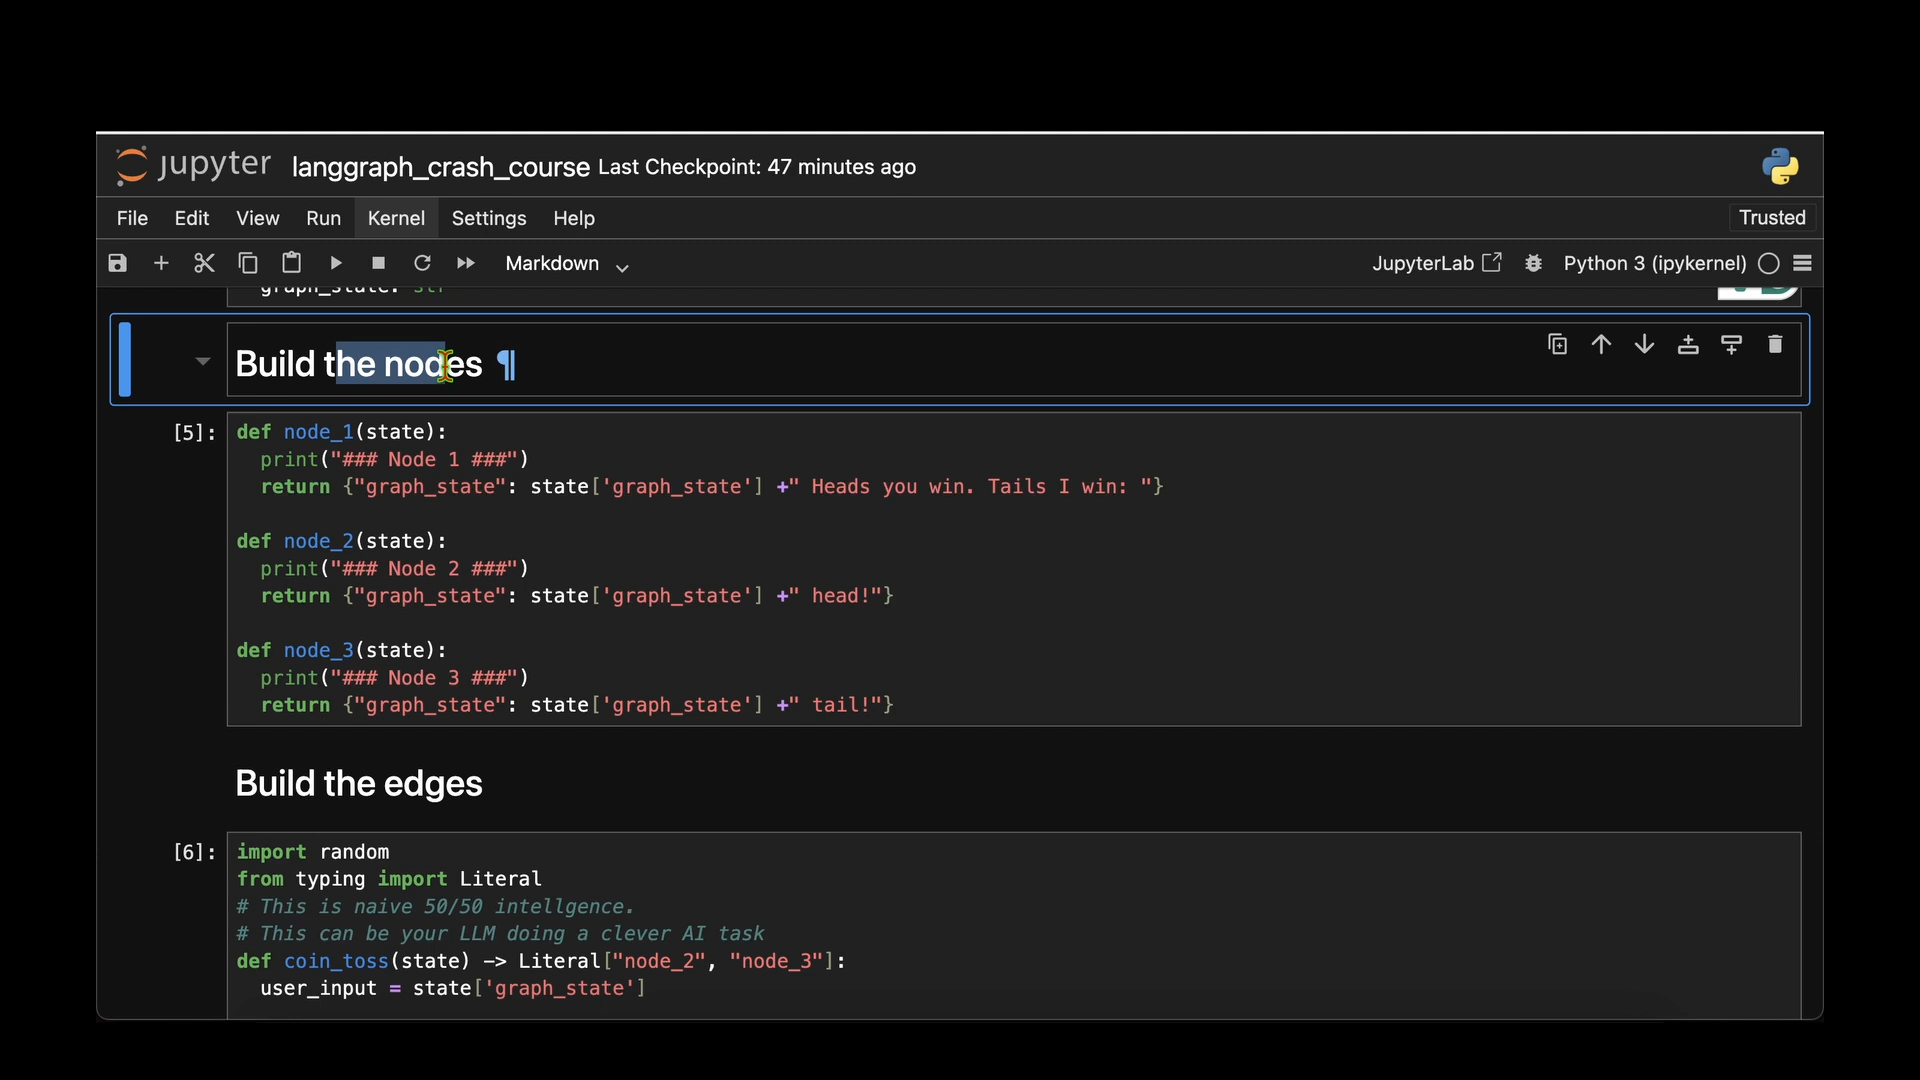 jupyter langgraph_crash_course Last Checkpoint: 47 minutes ago
File Edit View Run Kernel Settings Help Trusted
Markdown JupyterLab Python 3 (ipykernel)
graph_state: str
Build the nodes ¶
[5]: def node_1(state):
print("### Node 1 ###")
return {"graph_state": state['graph_state'] +" Heads you win. Tails I win: "}
def node_2(state):
print("### Node 2 ###")
return {"graph_state": state['graph_state'] +" head!"}
def node_3(state):
print("### Node 3 ###")
return {"graph_state": state['graph_state'] +" tail!"}
Build the edges
[6]: import random
from typing import Literal
# This is naive 50/50 intellgence.
# This can be your LLM doing a clever AI task
def coin_toss(state) -> Literal["node_2", "node_3"]:
user_input = state['graph_state']